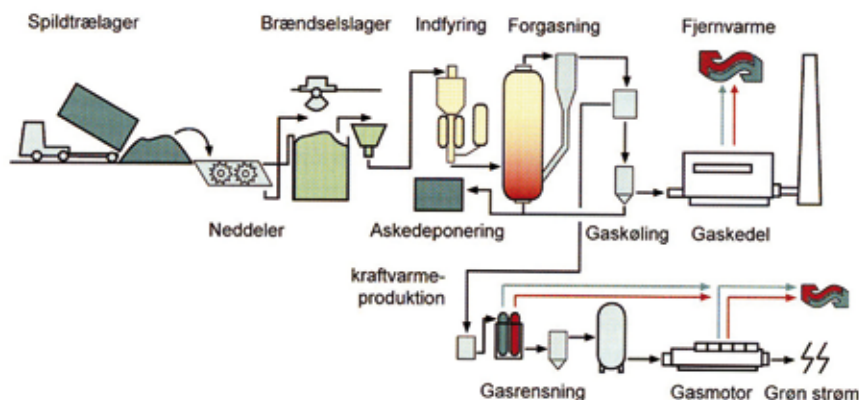 Spildtrælager
Brændselslager
Indfyring
Forgasning
Fjernvarme
Neddeler
Askedeponering
Gaskøling
Gaskedel
kraftvarme-
produktion
Gasrensning
Gasmotor
Grøn strøm